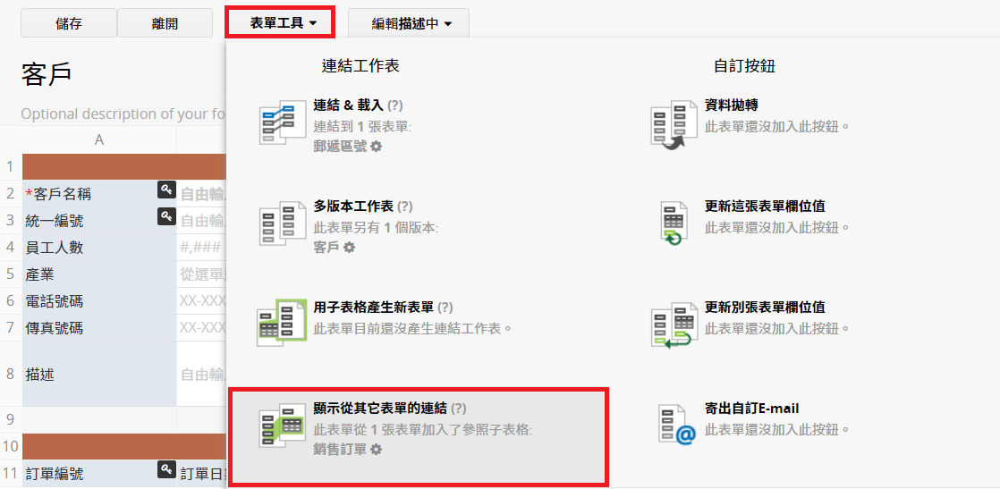 儲存 離開 表單工具 編輯描述中
客戶
Optional description of your fo
A
1
2 *客戶名稱 自由輸
3 統一編號 自由輸
4 員工人數 #,###
5 產業 從選單
6 電話號碼 XX-XXX
7 傳真號碼 XX-XXX
8 描述 自由輸
9
10
11 訂單編號 訂單日
連結工作表
連結 & 載入 (?)
連結到 1 張表單:
郵遞區號
多版本工作表 (?)
此表單另有 1 個版本:
客戶
用子表格產生新表單 (?)
此表單目前還沒產生連結工作表。
顯示從其它表單的連結 (?)
此表單從 1 張表單加入了參照子表格:
銷售訂單
自訂按鈕
資料拋轉
此表單還沒加入此按鈕。
更新這張表單欄位值
此表單還沒加入此按鈕。
更新別張表單欄位值
此表單還沒加入此按鈕。
寄出自訂E-mail
此表單還沒加入此按鈕。